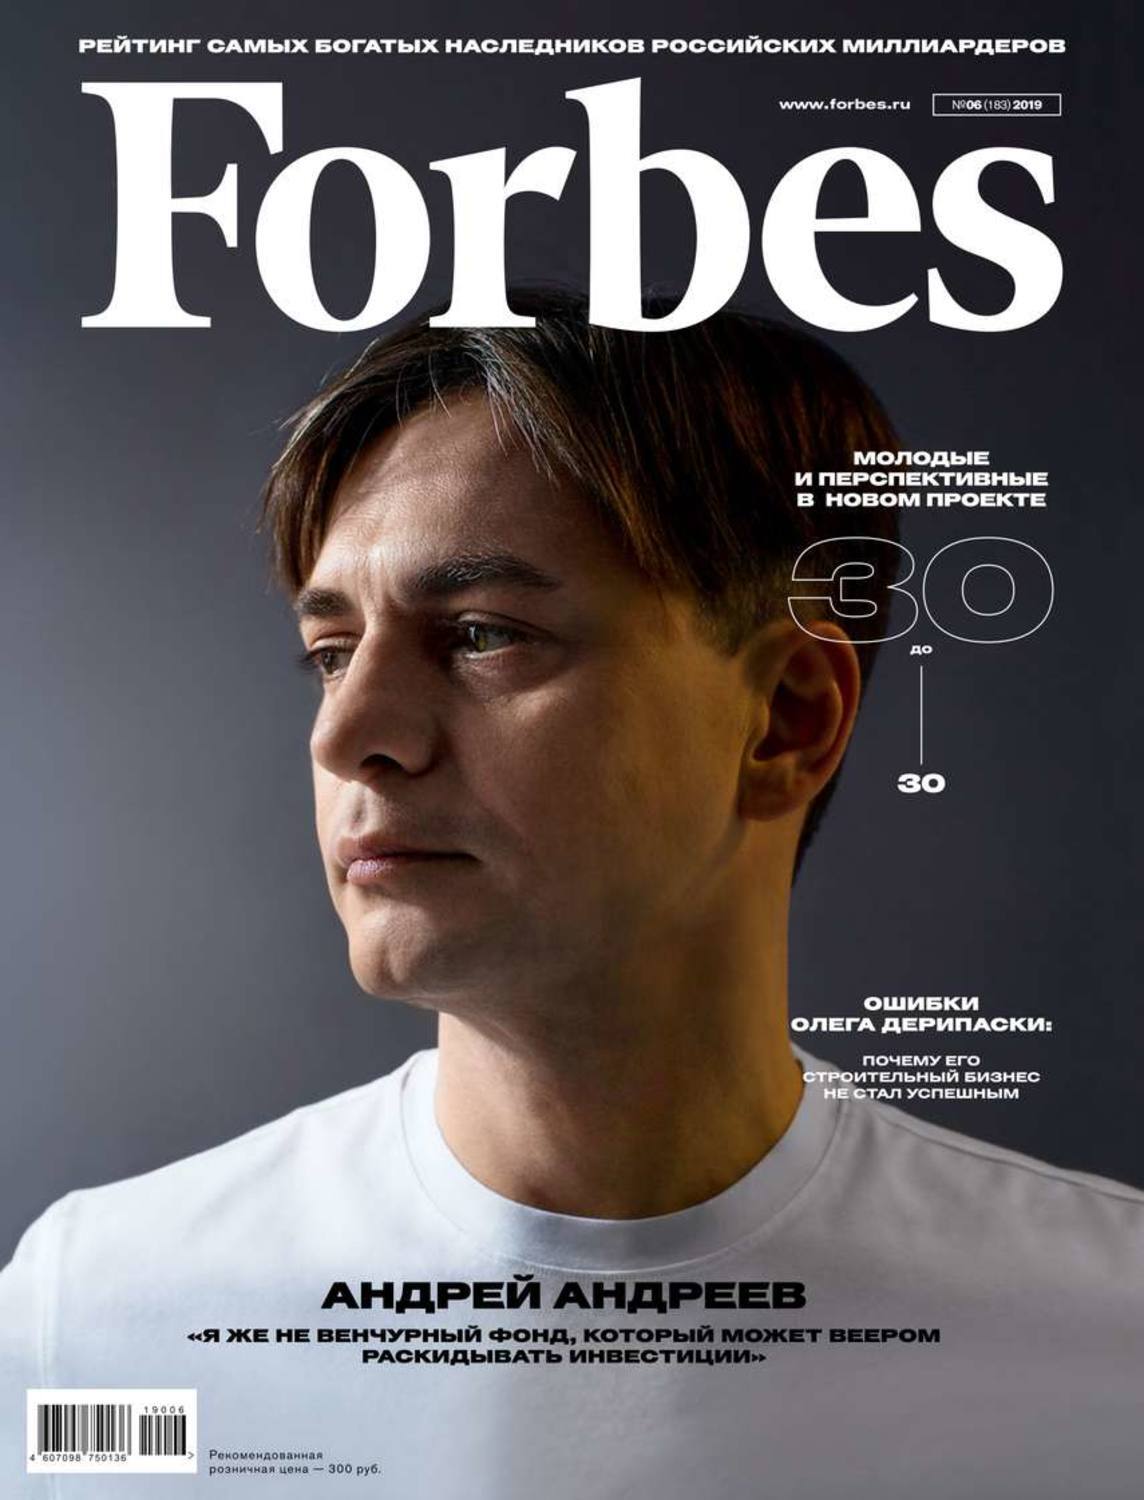 РЕЙТИНГ САМЫХ БОГАТЫХ НАСЛЕДНИКОВ РОССИЙСКИХ МИЛЛИАРДЕРОВ
Forbes
www.forbes.ru
№06 (183) 2019
МОЛОДЫЕ
И ПЕРСПЕКТИВНЫЕ
В НОВОМ ПРОЕКТЕ
30
ДО
30
ОШИБКИ
ОЛЕГА ДЕРИПАСКИ:
ПОЧЕМУ ЕГО
СТРОИТЕЛЬНЫЙ БИЗНЕС
НЕ СТАЛ УСПЕШНЫМ
АНДРЕЙ АНДРЕЕВ
«Я ЖЕ НЕ ВЕНЧУРНЫЙ ФОНД, КОТОРЫЙ МОЖЕТ ВЕЕРОМ
РАСКИДЫВАТЬ ИНВЕСТИЦИИ»
19006
4 607098 750136 >
Рекомендованная
розничная цена — 300 руб.